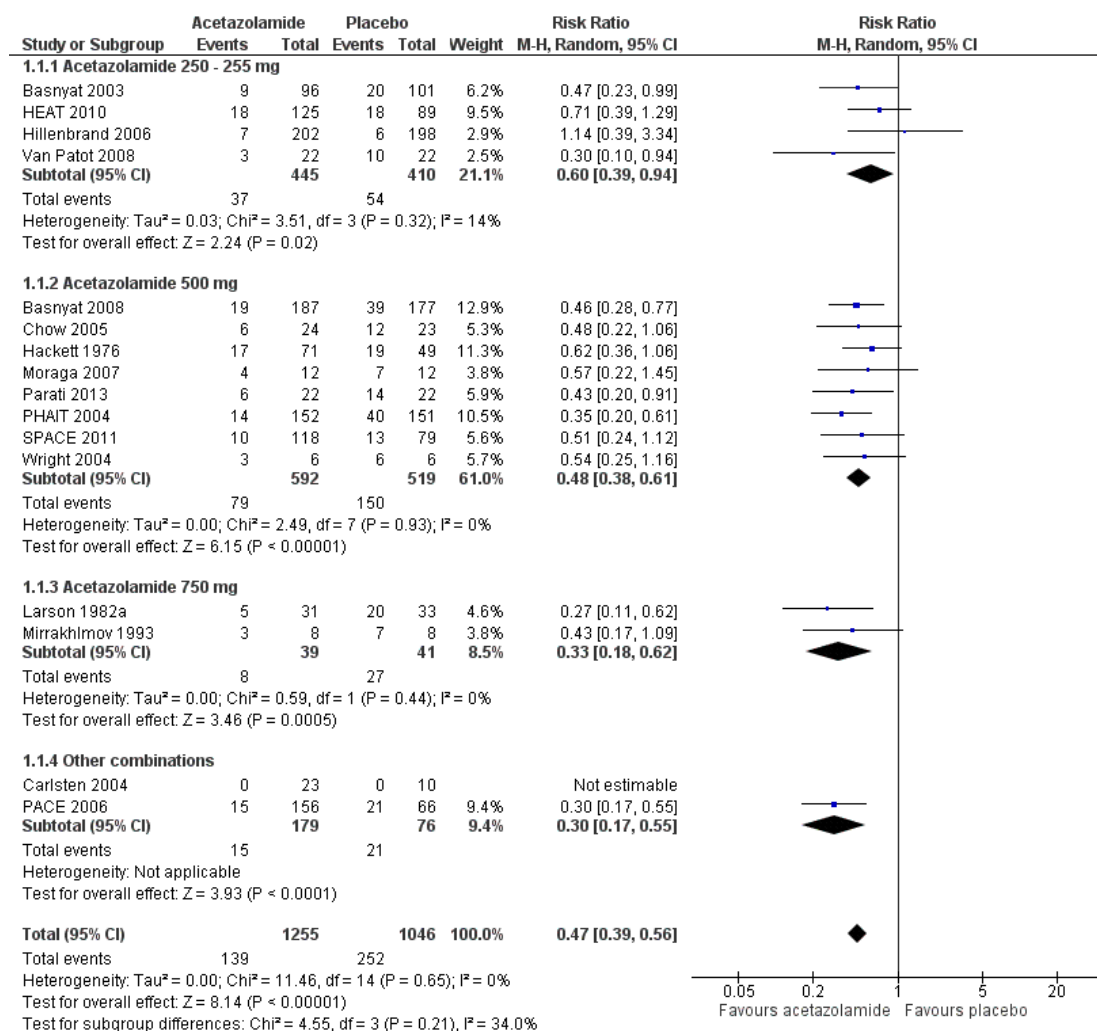 Acetazolamide Placebo Risk Ratio Risk Ratio
Study or Subgroup Events Total Events Total Weight M-H, Random, 95% CI M-H, Random, 95% CI
1.1.1 Acetazolamide 250 - 255 mg
Basnyat 2003 9 96 20 101 6.2% 0.47 [0.23, 0.99]
HEAT 2010 18 125 18 89 9.5% 0.71 [0.39, 1.29]
Hillenbrand 2006 7 202 6 198 2.9% 1.14 [0.39, 3.34]
Van Patot 2008 3 22 10 22 2.5% 0.30 [0.10, 0.94]
Subtotal (95% CI) 445 410 21.1% 0.60 [0.39, 0.94]
Total events 37 54
Heterogeneity: Tau² = 0.03; Chi² = 3.51, df = 3 (P = 0.32); I² = 14%
Test for overall effect: Z = 2.24 (P = 0.02)
1.1.2 Acetazolamide 500 mg
Basnyat 2008 19 187 39 177 12.9% 0.46 [0.28, 0.77]
Chow 2005 6 24 12 23 5.3% 0.48 [0.22, 1.06]
Hackett 1976 17 71 19 49 11.3% 0.62 [0.36, 1.06]
Moraga 2007 4 12 7 12 3.8% 0.57 [0.22, 1.45]
Parati 2013 6 22 14 22 5.9% 0.43 [0.20, 0.91]
PHAIT 2004 14 152 40 151 10.5% 0.35 [0.20, 0.61]
SPACE 2011 10 118 13 79 5.6% 0.51 [0.24, 1.12]
Wright 2004 3 6 6 6 5.7% 0.54 [0.25, 1.16]
Subtotal (95% CI) 592 519 61.0% 0.48 [0.38, 0.61]
Total events 79 150
Heterogeneity: Tau² = 0.00; Chi² = 2.49, df = 7 (P = 0.93); I² = 0%
Test for overall effect: Z = 6.15 (P < 0.00001)
1.1.3 Acetazolamide 750 mg
Larson 1982a 5 31 20 33 4.6% 0.27 [0.11, 0.62]
Mirrakhlmov 1993 3 8 7 8 3.8% 0.43 [0.17, 1.09]
Subtotal (95% CI) 39 41 8.5% 0.33 [0.18, 0.62]
Total events 8 27
Heterogeneity: Tau² = 0.00; Chi² = 0.59, df = 1 (P = 0.44); I² = 0%
Test for overall effect: Z = 3.46 (P = 0.0005)
1.1.4 Other combinations
Carlsten 2004 0 23 0 10 Not estimable
PACE 2006 15 156 21 66 9.4% 0.30 [0.17, 0.55]
Subtotal (95% CI) 179 76 9.4% 0.30 [0.17, 0.55]
Total events 15 21
Heterogeneity: Not applicable
Test for overall effect: Z = 3.93 (P < 0.0001)
Total (95% CI) 1255 1046 100.0% 0.47 [0.39, 0.56]
Total events 139 252
Heterogeneity: Tau² = 0.00; Chi² = 11.46, df = 14 (P = 0.65); I² = 0%
Test for overall effect: Z = 8.14 (P < 0.00001)
Test for subgroup differences: Chi² = 4.55, df = 3 (P = 0.21), I² = 34.0%
0.05 0.2 1 5 20
Favours acetazolamide Favours placebo